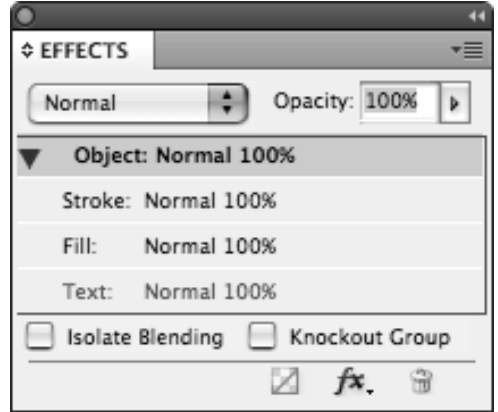 EFFECTS
Normal Opacity: 100%
Object: Normal 100%
Stroke: Normal 100%
Fill: Normal 100%
Text: Normal 100%
Isolate Blending Knockout Group
fx.